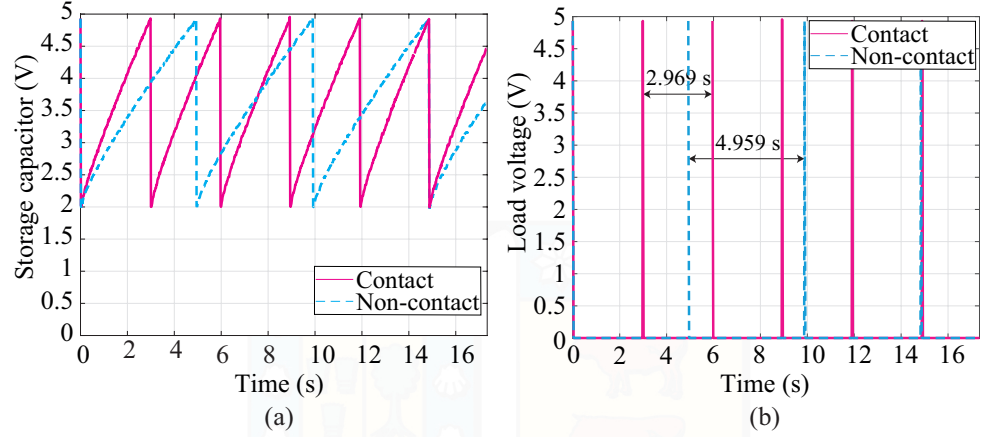 5
4.5
4
3.5
3
2.5
2
1.5
1
0.5
0
Storage capacitor (V)
Contact
Non-contact
0 2 4 6 8 10 12 14 16
Time (s)
(a)
5
4.5
4
3.5
3
2.5
2
1.5
1
0.5
0
Load voltage (V)
Contact
Non-contact
2.969 s
4.959 s
0 2 4 6 8 10 12 14 16
Time (s)
(b)